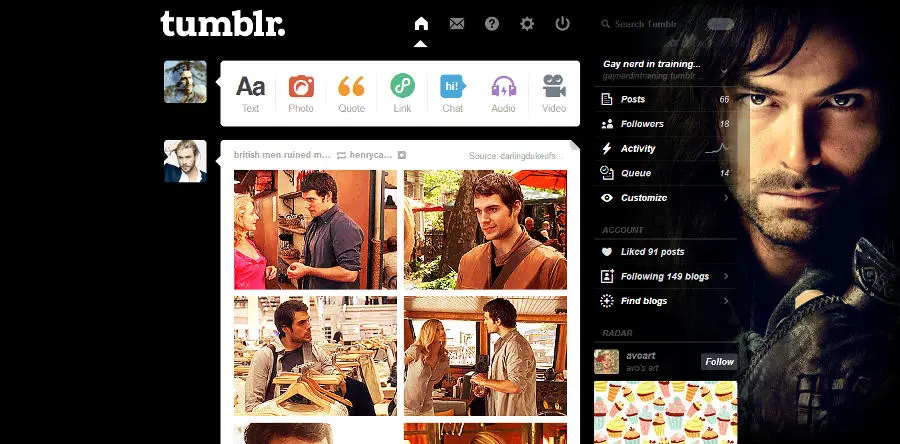 tumblr.
Search Tumblr
Aa
hi!
Text
Photo
Quote
Link
Chat
Audio
Video
british-men-ruined-m...
henryca...
Source: darlingdukeofs...
Gay nerd in training...
gaynerdintraining.tumblr....
Posts 66
Followers 18
Activity
Queue 14
Customize
ACCOUNT
Liked 91 posts
Following 149 blogs
Find blogs
RADAR
avoart
avo's art
Follow